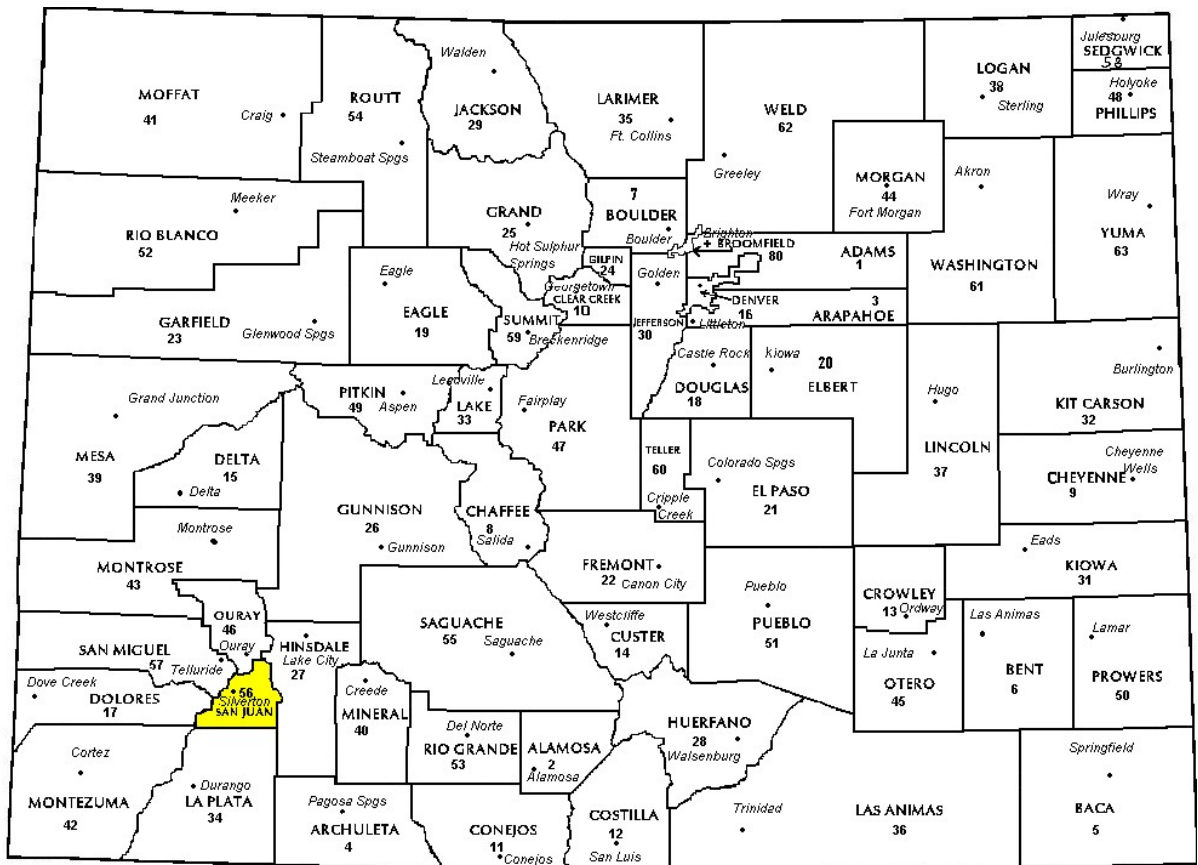 Walden
Julesburg
SEDGWICK
58
LOGAN
38
Sterling
Holyoke
48
PHILLIPS
MOFFAT
41
Craig
ROUTT
54
Steamboat Spgs
JACKSON
29
LARIMER
35
Ft. Collins
WELD
62
Greeley
MORGAN
44
Fort Morgan
Akron
WASHINGTON
61
Wray
YUMA
63
Meeker
RIO BLANCO
52
GRAND
25
Hot Sulphur
Springs
7
BOULDER
Boulder
Brighton
+ BROOMFIELD
80
ADAMS
1
GILPIN
24
Golden
Georgetown
CLEAR CREEK
10
JEFFERSON
30
DENVER
16
3
ARAPAHOE
Littleton
Eagle
EAGLE
19
SUMMIT
59
Breckenridge
GARFIELD
23
Glenwood Spgs
Castle Rock
DOUGLAS
18
kiowa
20
ELBERT
Burlington
KIT CARSON
32
Grand Junction
MESA
39
PITKIN
49
Aspen
Leadville
LAKE
33
Fairplay
PARK
47
Hugo
LINCOLN
37
DELTA
15
Delta
TELLER
60
Cripple
Creek
Colorado Spgs
EL PASO
21
Cheyenne
Wells
CHEYENNE
9
GUNNISON
26
Gunnison
CHAFFEE
8
Salida
Montrose
MONTROSE
43
FREMONT
22
Canon City
Eads
KIOWA
31
OURAY
46
Ouray
SAN MIGUEL
57
Telluride
HINSDALE
Lake City
27
SAGUACHE
55
Saguache
Westcliffe
CUSTER
14
Pueblo
PUEBLO
51
CROWLEY
13
Ordway
Las Animas
BENT
6
Lamar
PROWERS
50
La Junta
OTERO
45
Dove Creek
DOLORES
17
56
Silverton
SAN JUAN
Creede
MINERAL
40
Del Norte
RIO GRANDE
53
ALAMOSA
2
Alamosa
HUERFANO
28
Walsenburg
Cortez
MONTEZUMA
42
Durango
LA PLATA
34
Pagosa Spgs
ARCHULETA
4
CONEJOS
11
Conejos
COSTILLA
12
San Luis
Trinidad
LAS ANIMAS
36
Springfield
BACA
5